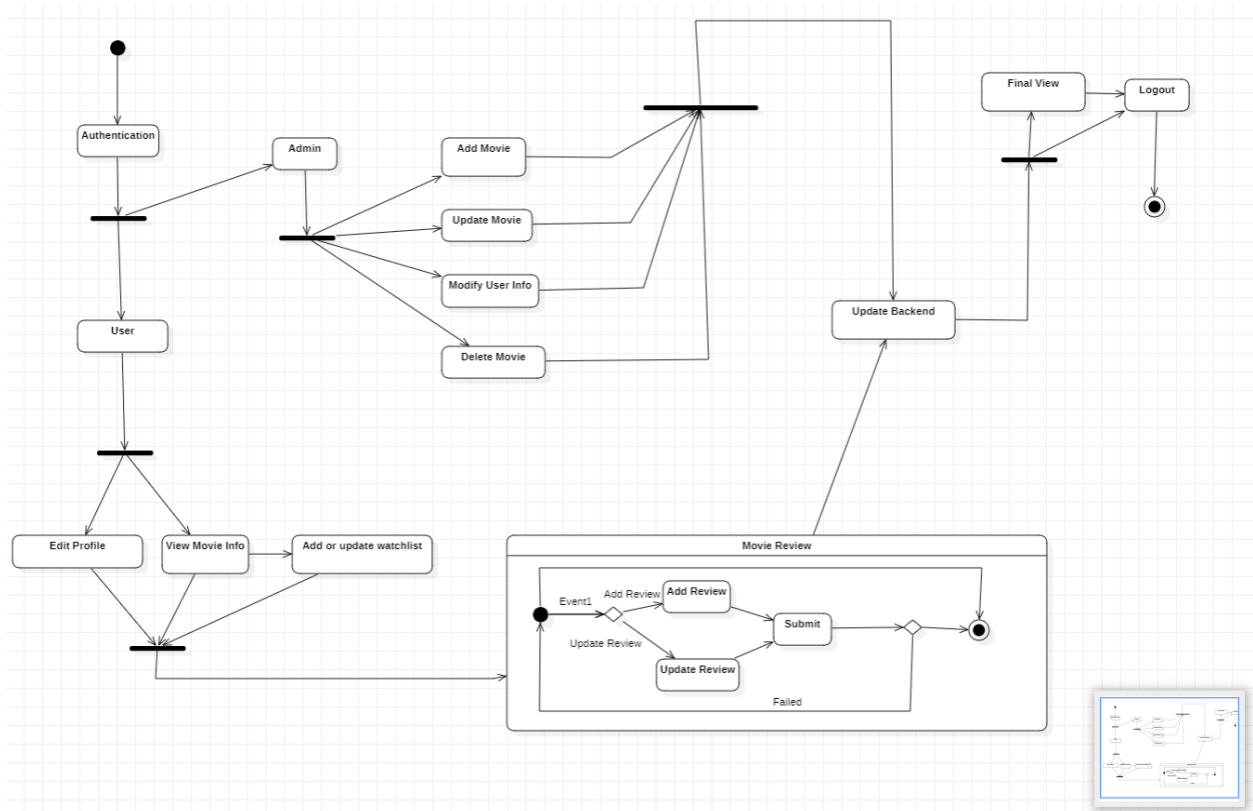 Final View
Logout
Authentication
Admin
Add Movie
Update Movie
Modify User Info
Update Backend
User
Delete Movie
Edit Profile
View Movie Info
Add or update watchlist
Movie Review
Event1
Add Review
Add Review
Submit
Update Review
Update Review
Failed